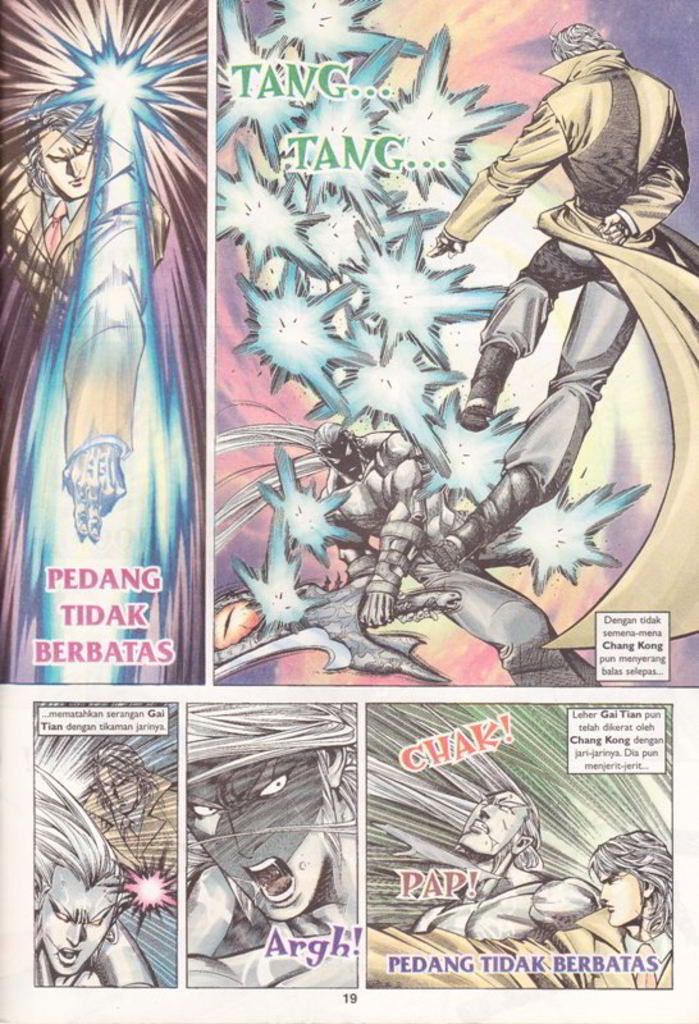 TANG...
TANG...
PEDANG
TIDAK
BERBATAS
Dengan tidak
semena-mena
Chang Kong
pun menyerang
balas selepas...
...mematahkan serangan Gai
Tian dengan tikaman jarinya.
Argh!
CHAK!
Leher Gai Tian pun
telah dikerat oleh
Chang Kong dengan
jari-jarinya. Dia pun
menjerit-jerit...
PAP!
PEDANG TIDAK BERBATAS
19